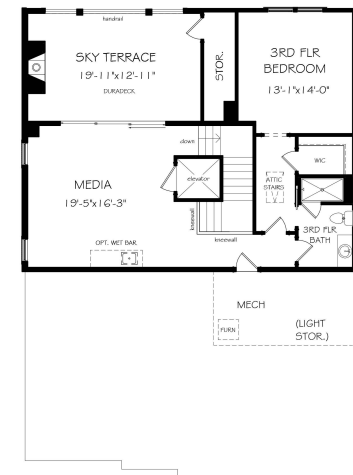 handrail
SKY TERRACE
19'-11"x12'-11"
DURADECK
STOR.
3RD FLR
BEDROOM
13'-1"x14'-0"
down
elevator
MEDIA
19'-5"x16'-3"
ATTIC
STAIRS
WIC
kneewall
kneewall
3RD FLR
BATH
OPT. WET BAR
MECH
FURN
(LIGHT
STOR.)